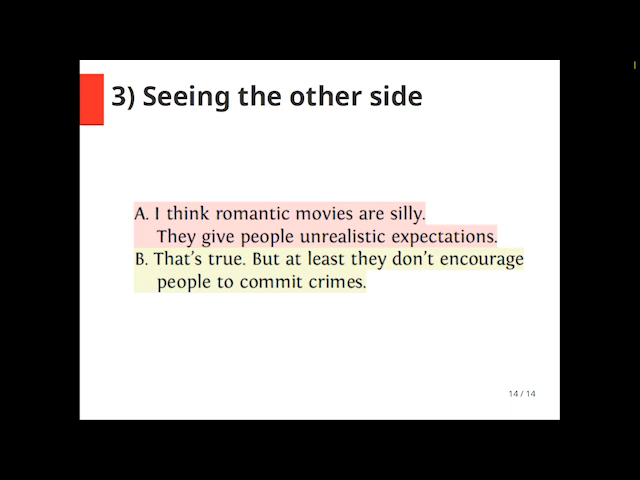 3) Seeing the other side
A. I think romantic movies are silly.
They give people unrealistic expectations.
B. That's true. But at least they don't encourage
people to commit crimes.
14 / 14